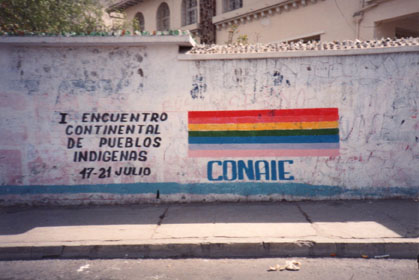 I ENCUENTRO
CONTINENTAL
DE PUEBLOS
INDIGENAS
17-21 JULIO
CONAIE